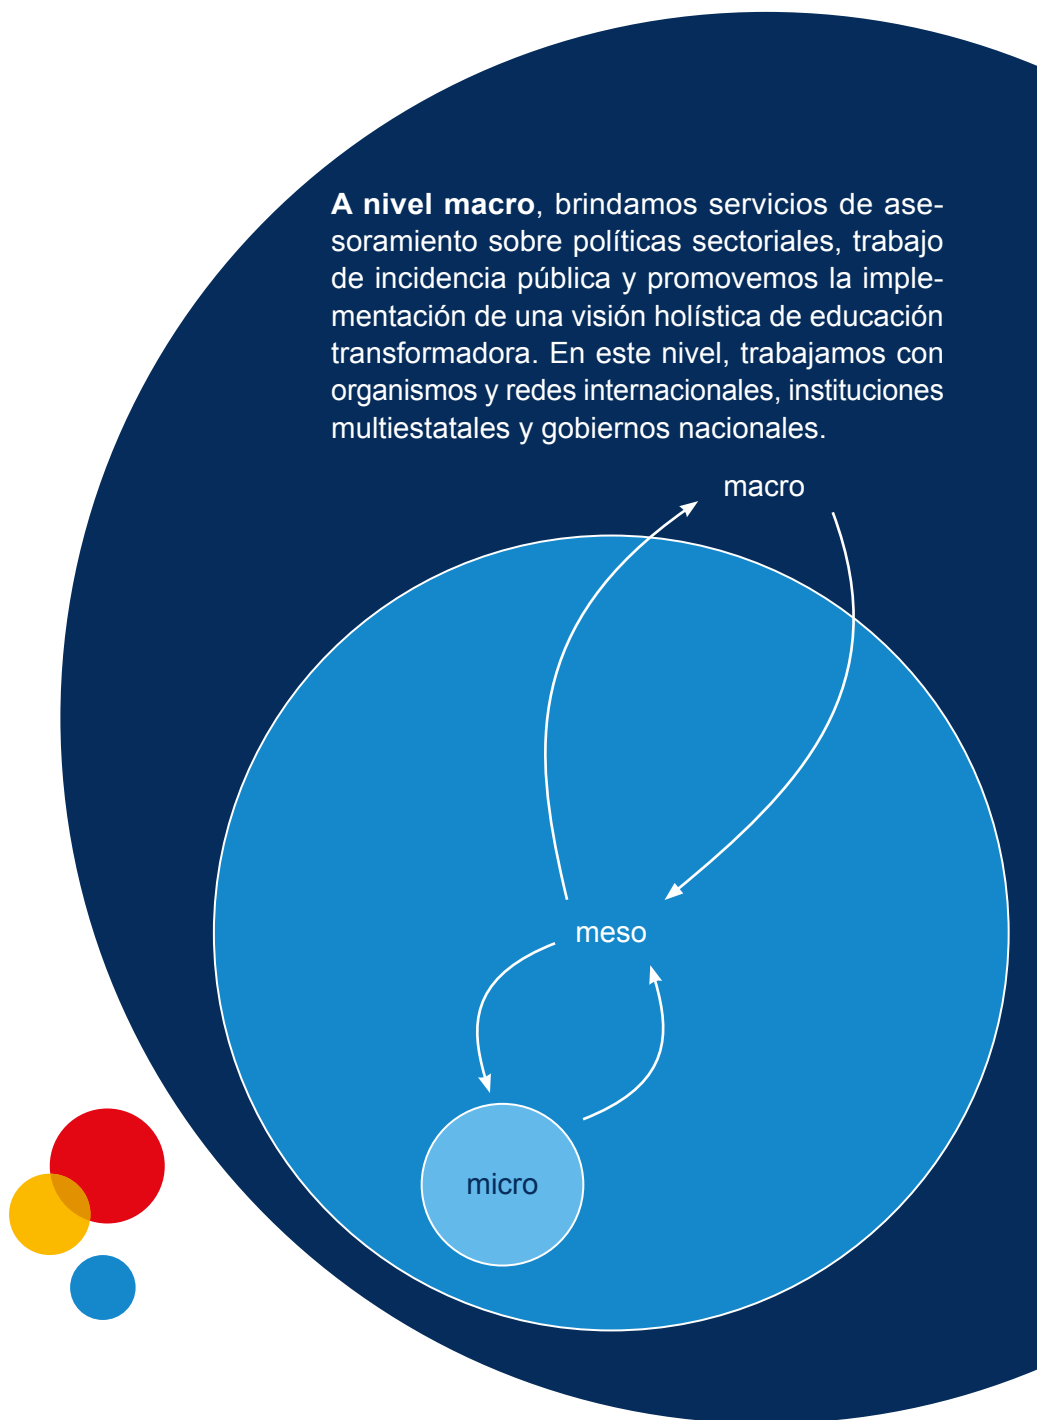 A nivel macro, brindamos servicios de ase-
soramiento sobre políticas sectoriales, trabajo
de incidencia pública y promovemos la imple-
mentación de una visión holística de educación
transformadora. En este nivel, trabajamos con
organismos y redes internacionales, instituciones
multiestatales y gobiernos nacionales.
macro
meso
micro